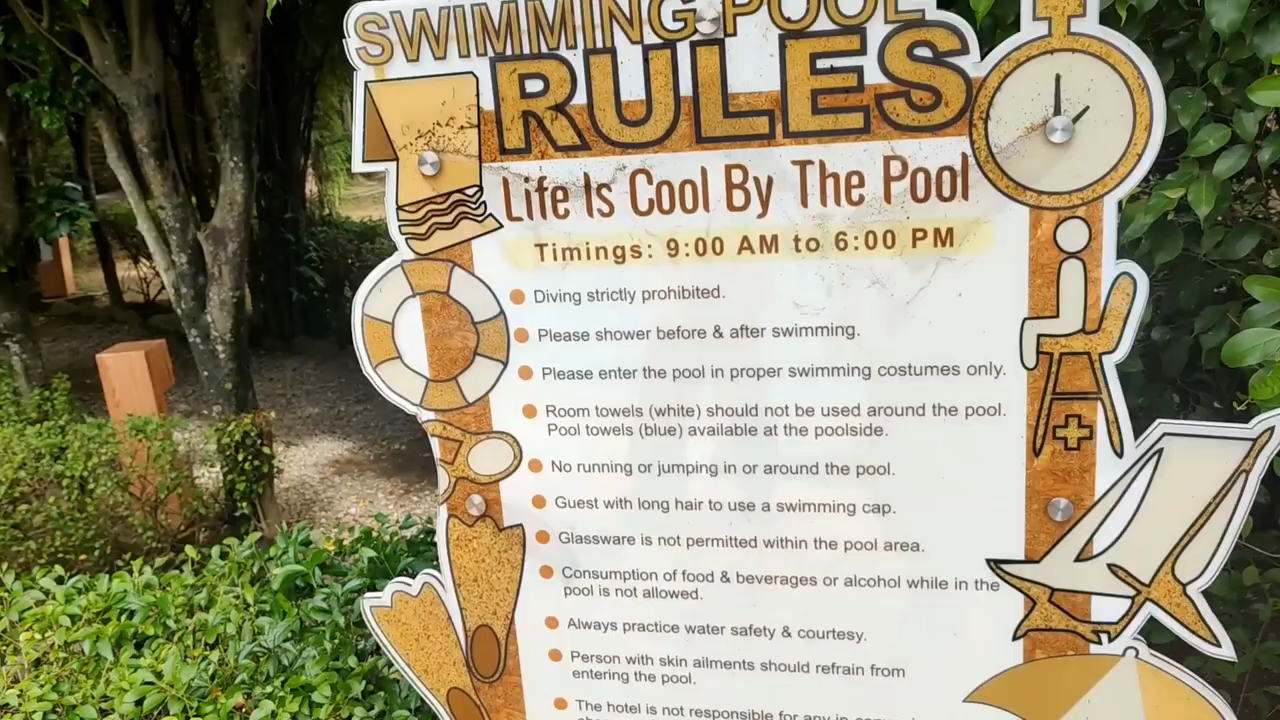 SWIMMING POOL
RULES
Life Is Cool By The Pool
Timings: 9:00 AM to 6:00 PM
Diving strictly prohibited.
Please shower before & after swimming.
Please enter the pool in proper swimming costumes only.
Room towels (white) should not be used around the pool.
Pool towels (blue) available at the poolside.
No running or jumping in or around the pool.
Guest with long hair to use a swimming cap.
Glassware is not permitted within the pool area.
Consumption of food & beverages or alcohol while in the
pool is not allowed.
Always practice water safety & courtesy.
Person with skin ailments should refrain from
entering the pool.
The hotel is not responsible for any